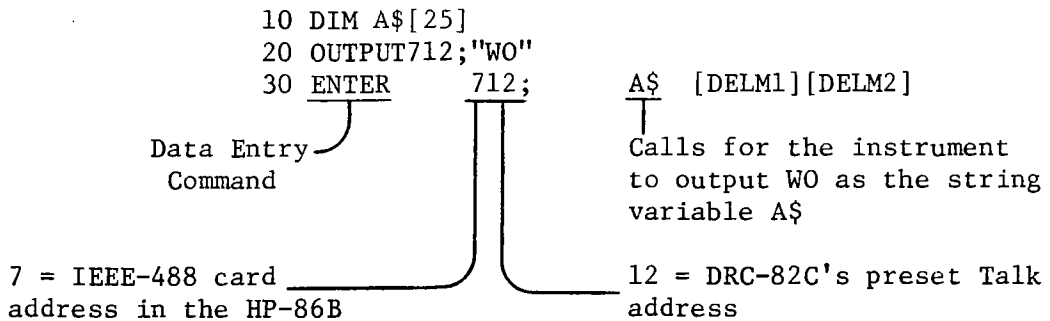 10 DIM A$[25]
20 OUTPUT712;"WO"
30 ENTER 712; A$ [DELM1][DELM2]
Data Entry
Command
Calls for the instrument
to output WO as the string
variable A$
7 = IEEE-488 card
address in the HP-86B
12 = DRC-82C's preset Talk
address